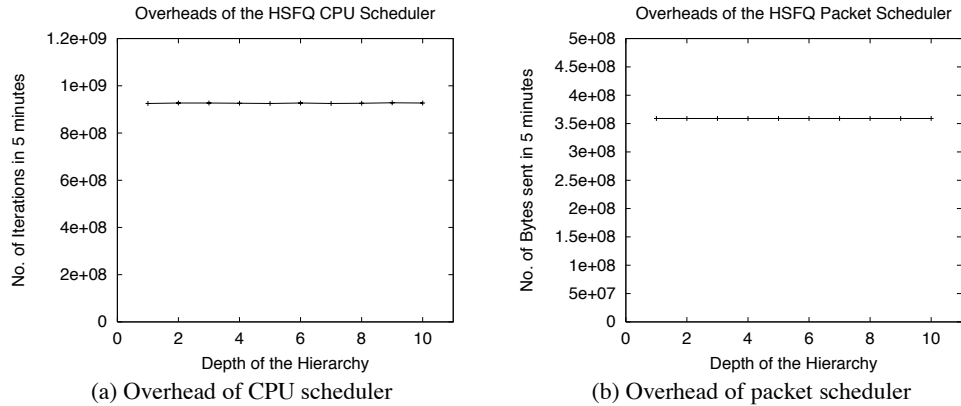 Overheads of the HSFQ CPU Scheduler
1.2e+09
1e+09
8e+08
6e+08
4e+08
2e+08
0
No. of Iterations in 5 minutes
0 2 4 6 8 10
Depth of the Hierarchy
(a) Overhead of CPU scheduler
Overheads of the HSFQ Packet Scheduler
5e+08
4.5e+08
4e+08
3.5e+08
3e+08
2.5e+08
2e+08
1.5e+08
1e+08
5e+07
0
No. of Bytes sent in 5 minutes
0 2 4 6 8 10
Depth of the Hierarchy
(b) Overhead of packet scheduler